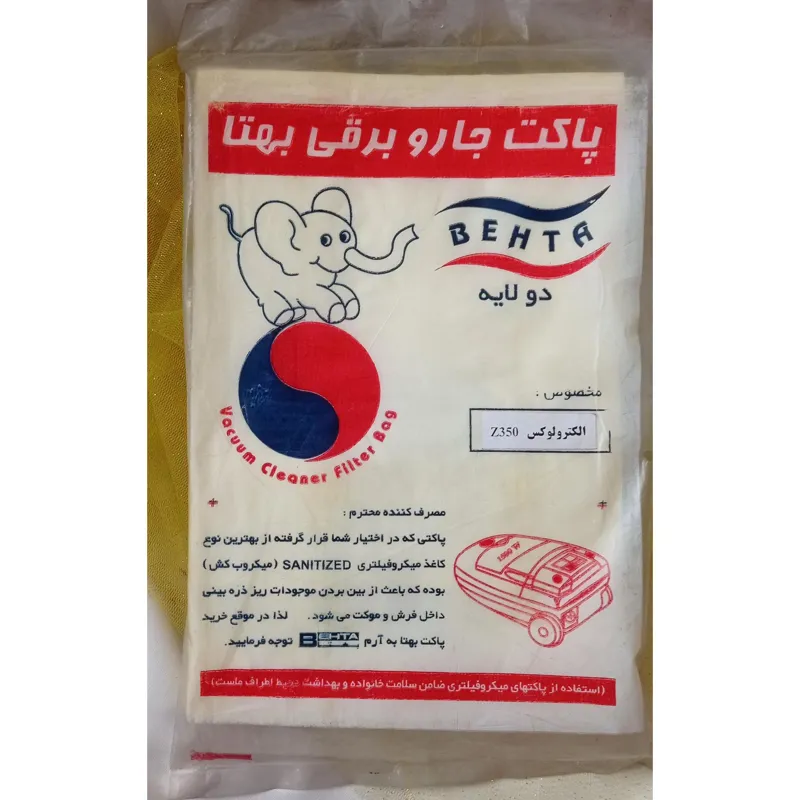 پاکت جارو برقی بهتا
BEHTA
دو لایه
Vacuum Cleaner Filter Bag
مخصوص :
الکترولوکس Z350
مصرف کننده محترم :
پاکتی که در اختیار شما قرار گرفته از بهترین نوع
کاغذ میکروفیلتری SANITIZED (میکروب کش)
بوده که باعث از بین بردن موجودات ریز ذره بینی
داخل فرش و موکت می شود. لذا در موقع خرید
پاکت بهتا به آرم BEHTA توجه فرمایید.
(استفاده از پاکتهای میکروفیلتری ضامن سلامت خانواده و بهداشت محیط اطراف ماست)